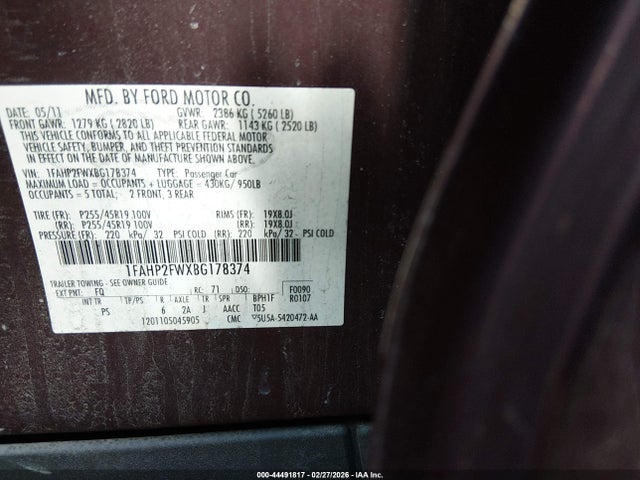 MFD. BY FORD MOTOR CO.
DATE: 05/11 GVWR: 2386 KG ( 5260 LB)
FRONT GAWR: 1279 KG ( 2820 LB) REAR GAWR: 1143 KG ( 2520 LB)
THIS VEHICLE CONFORMS TO ALL APPLICABLE FEDERAL MOTOR
VEHICLE SAFETY, BUMPER, AND THEFT PREVENTION STANDARDS
IN EFFECT ON THE DATE OF MANUFACTURE SHOWN ABOVE.
VIN: 1FAHP2FWXBG178374 TYPE: Passenger Car
MAXIMUM LOAD = OCCUPANTS + LUGGAGE = 430KG/ 950LB
OCCUPANTS = 5 TOTAL; 2 FRONT, 3 REAR
TIRE (FR): P255/45R19 100V RIMS (FR): 19X8.0J
(RR): P255/45R19 100V (RR): 19X8.0J
PRESSURE (FR): 220 kPa/ 32 PSI COLD (RR): 220 kPa/ 32 PSI COLD
1FAHP2FWXBG178374
TRAILER TOWING - SEE OWNER GUIDE
EXT PNT: FQ RC: 71 DSO: F0090
INT TR TP/PS R AX TR SPR BPH1F R0107
PS 6 2A J AACC T05
1201105045905 CMC 5U5A-5420472-AA
000-44491817 - 02/27/2026 - IAA Inc.